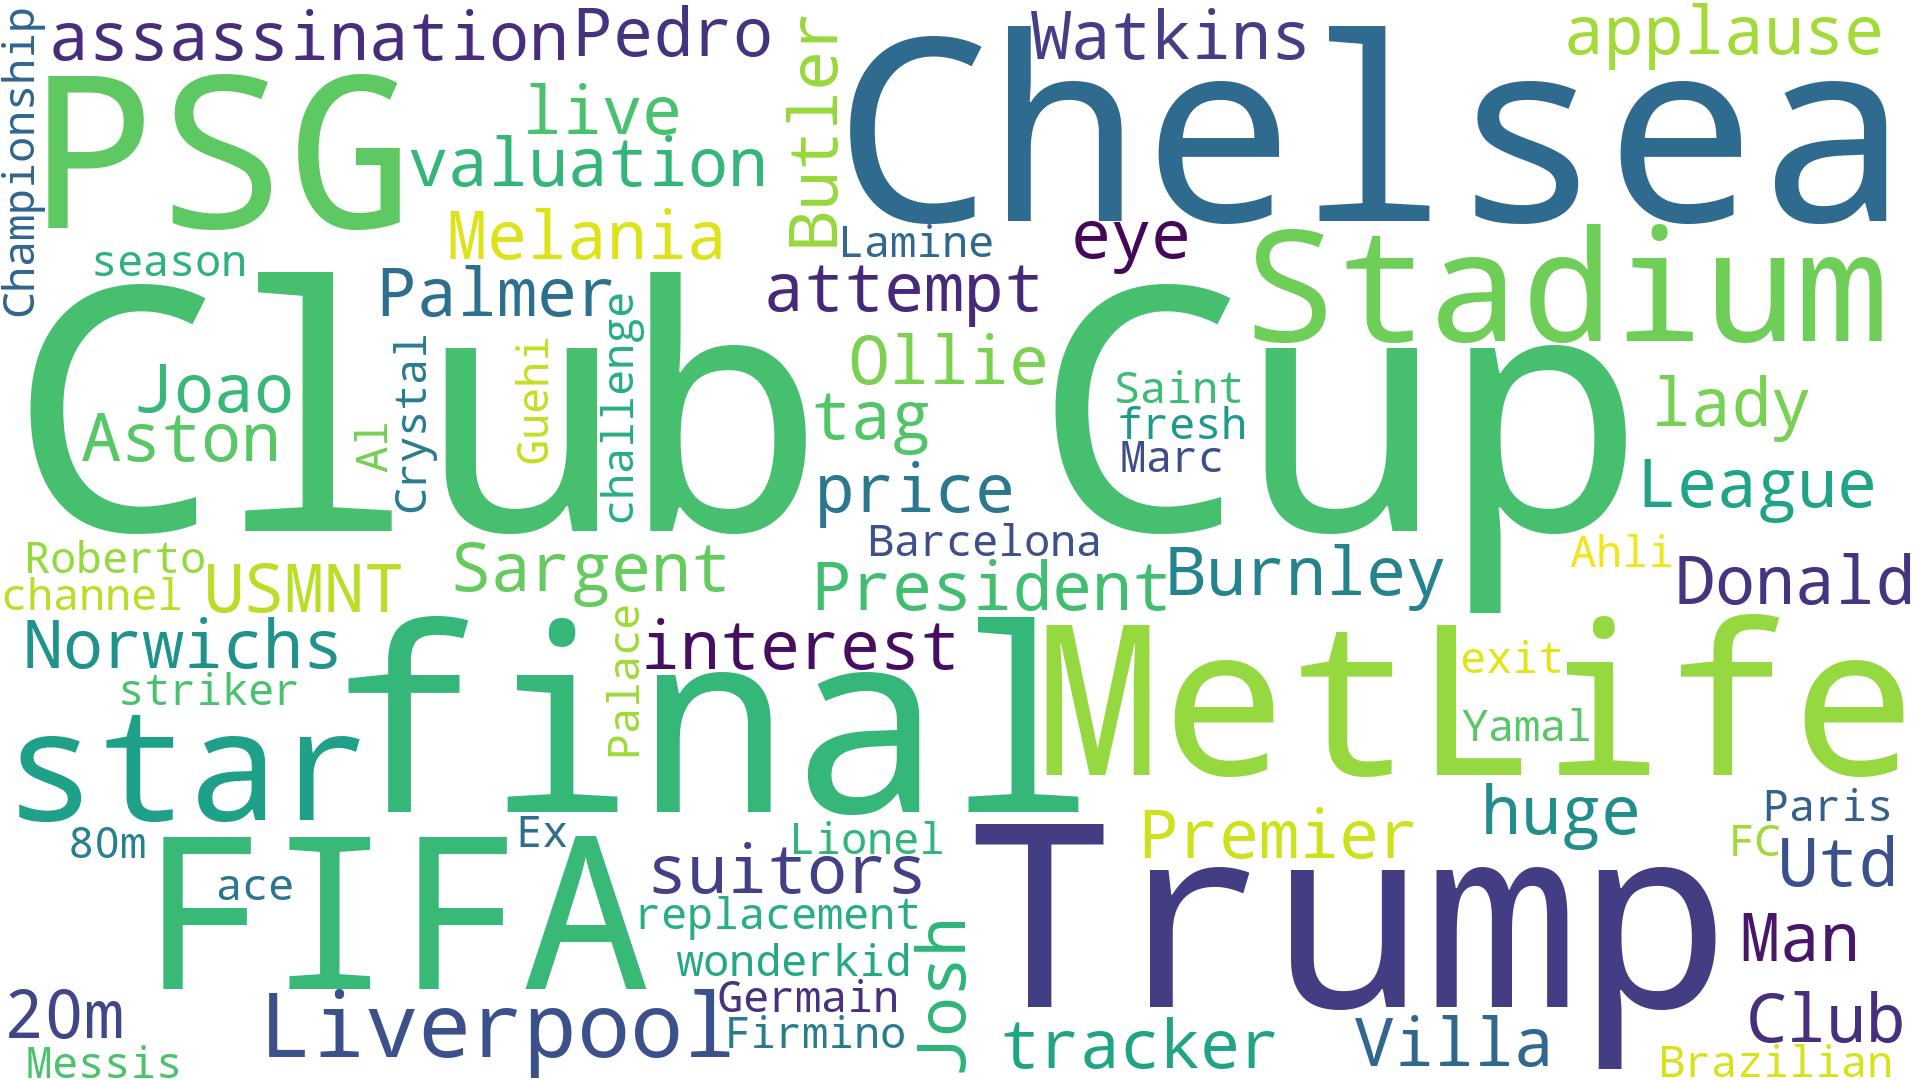 Championship
assassination
Pedro
Watkins
applause
PSG
live
valuation
Butler
Chelsea
Melania
Lamine
eye
season
Palmer
attempt
Stadium
Club
Cup
Joao
Aston
Al
Crystal
Guehi
challenge
Ollie
tag
Saint
fresh
Marc
lady
price
League
Roberto
channel
USMNT
Sargent
Barcelona
President
Burnley
Ahli
Donald
Norwichs
striker
Palace
interest
final
MetLife
exit
Yamal
star
80m
Ex
Lionel
Premier
huge
Paris
FC
Utd
FIFA
ace
suitors
replacement
wonderkid
Josh
Trump
Man
20m
Messis
Liverpool
Germain
Firmino
tracker
Villa
Club
Brazilian